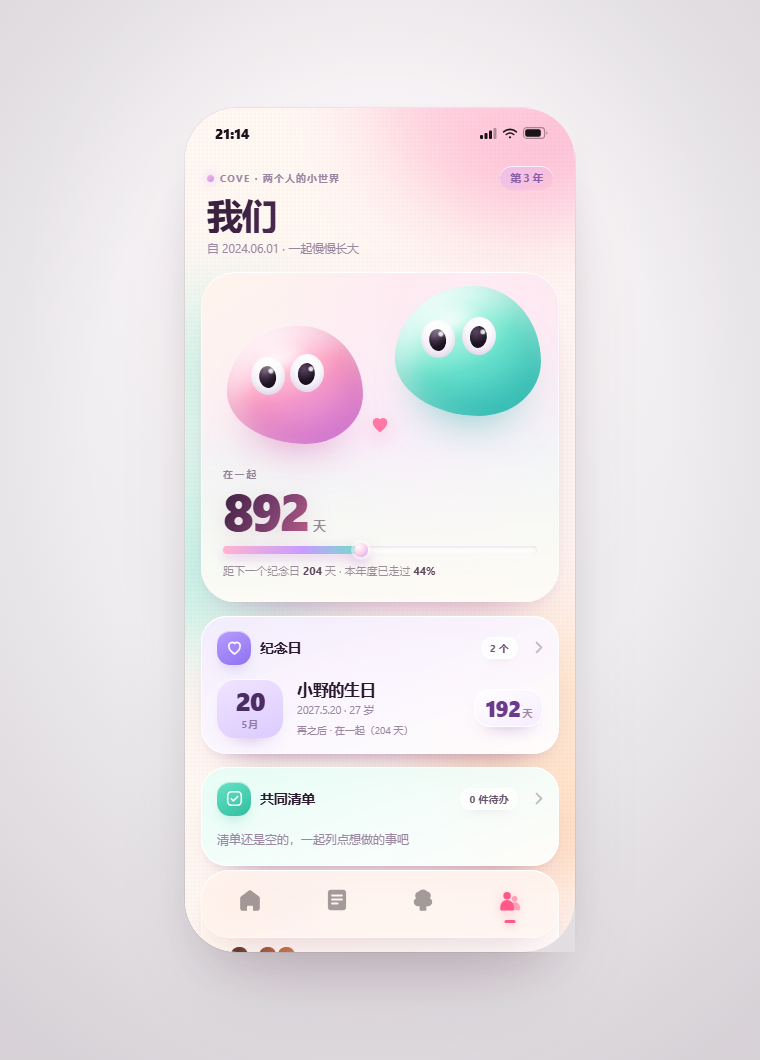 21:14
COVE · 两个人的小世界
第 3 年
我们
自 2024.06.01 · 一起慢慢长大
在一起
892 天
距下一个纪念日 204 天 · 本年度已走过 44%
纪念日
2 个
20
5月
小野的生日
2027.5.20 · 27 岁
再之后 · 在一起（204 天）
192 天
共同清单
0 件待办
清单还是空的，一起列点想做的事吧